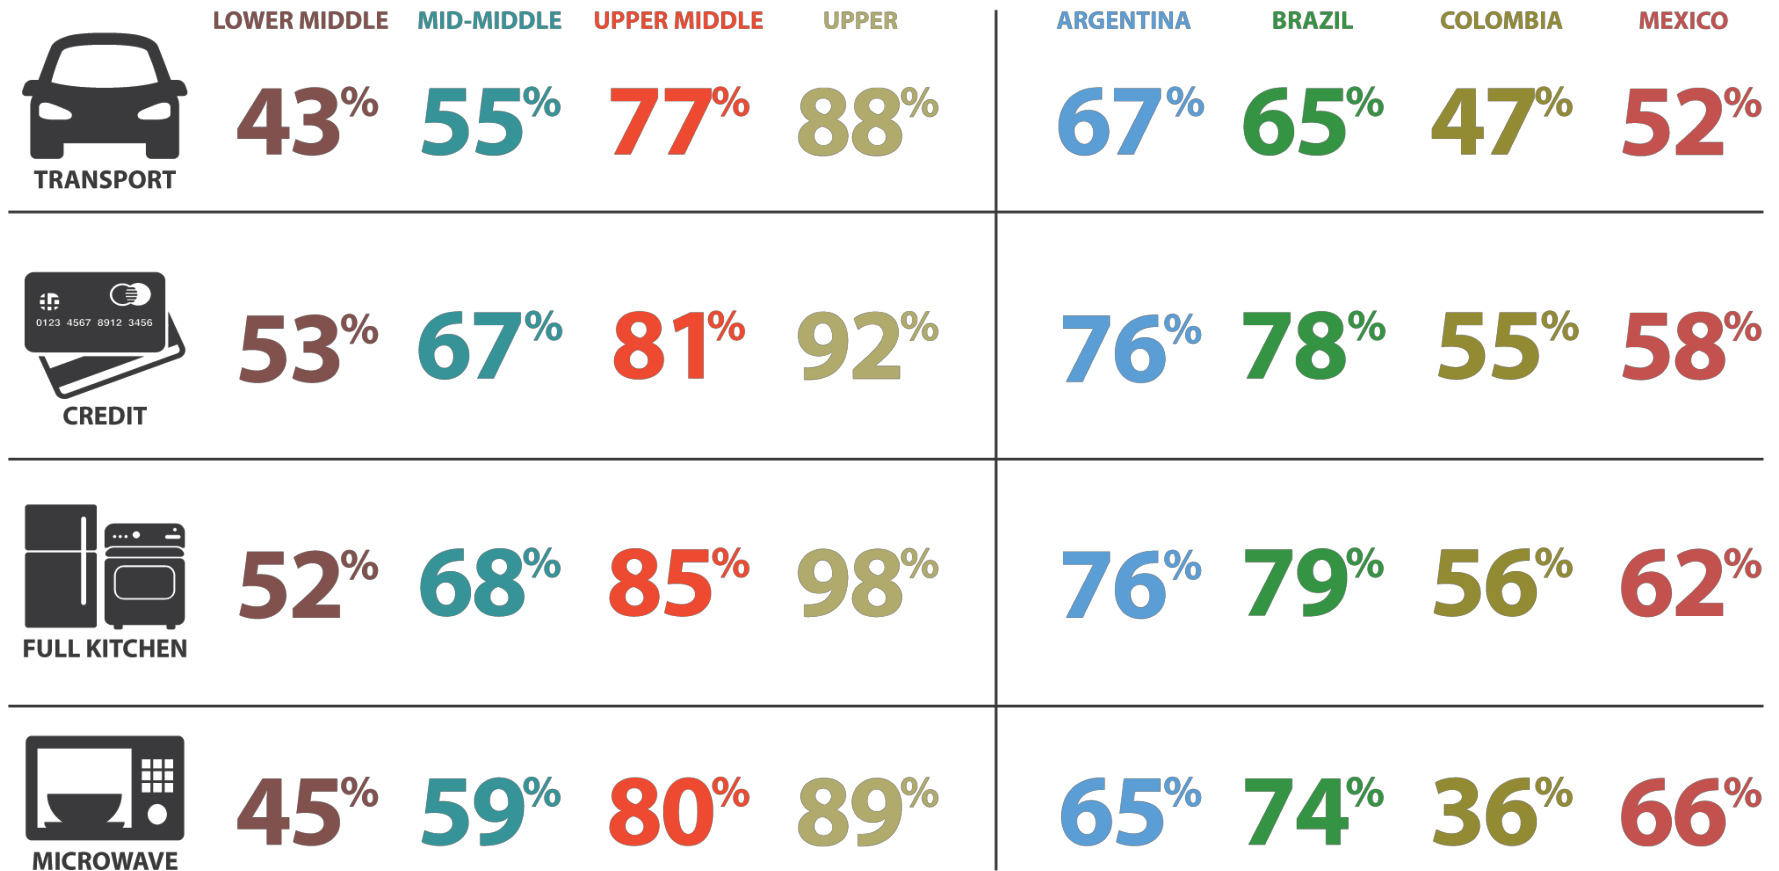 LOWER MIDDLE MID-MIDDLE UPPER MIDDLE UPPER ARGENTINA BRAZIL COLOMBIA MEXICO
43% 55% 77% 88% 67% 65% 47% 52%
TRANSPORT
0123 4567 8912 3456
53% 67% 81% 92% 76% 78% 55% 58%
CREDIT
52% 68% 85% 98% 76% 79% 56% 62%
FULL KITCHEN
45% 59% 80% 89% 65% 74% 36% 66%
MICROWAVE